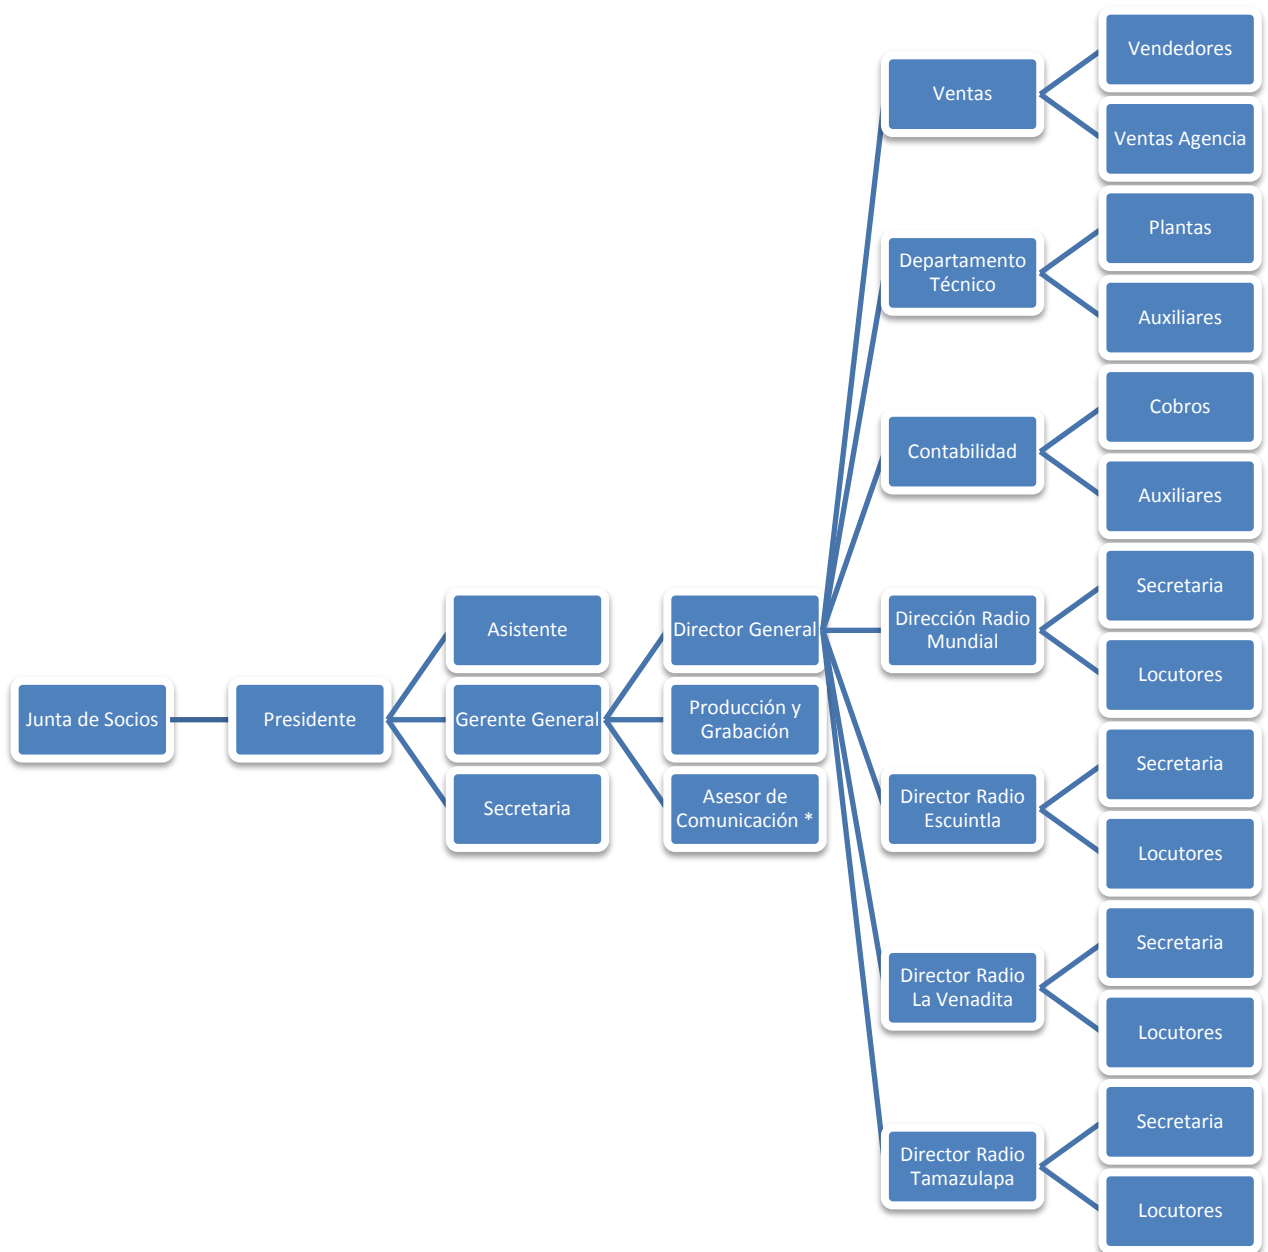 Junta de Socios
Presidente
Asistente
Gerente General
Secretaria
Director General
Producción y
Grabación
Asesor de
Comunicación *
Ventas
Vendedores
Ventas Agencia
Departamento
Técnico
Plantas
Auxiliares
Contabilidad
Cobros
Auxiliares
Dirección Radio
Mundial
Secretaria
Locutores
Director Radio
Escuintla
Secretaria
Locutores
Director Radio
La Venadita
Secretaria
Locutores
Director Radio
Tamazulapa
Secretaria
Locutores